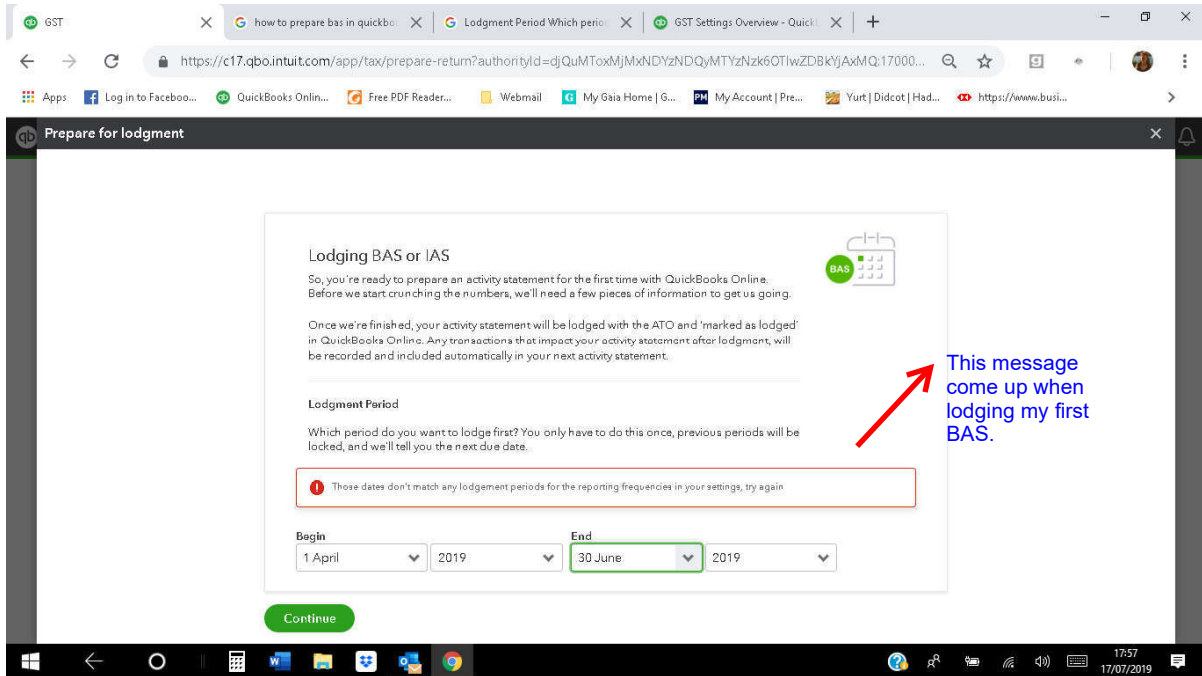 GST
how to prepare bas in quickbo
Lodgment Period Which perio
GST Settings Overview - Quick
https://c17.qbo.intuit.com/app/tax/prepare-return?authorityId=
Apps
Log in to Faceboo...
QuickBooks Onlin...
Free PDF Reader...
Webmail
My Gaia Home | G...
PM
My Account | Pre...
Yurt | Didcot | Had...
https://www.busi...
qb
Prepare for lodgment
Lodging BAS or IAS
BAS
So, you're ready to prepare an activity statement for the first time with QuickBooks Online.
Before we start crunching the numbers, we'll need a few pieces of information to get us going.
Once we're finished, your activity statement will be lodged with the ATO and 'marked as lodged'
in QuickBooks Online. Any transactions that impact your activity statement after lodgment, will
be recorded and included automatically in your next activity statement.
This message
come up when
lodging my first
BAS.
Lodgment Period
Which period do you want to lodge first? You only have to do this once, previous periods will be
locked, and we'll tell you the next due date.
Those dates don't match any lodgement periods for the reporting frequencies in your settings, try again
Begin
End
1 April
2019
30 June
2019
Continue
17:57
17/07/2019